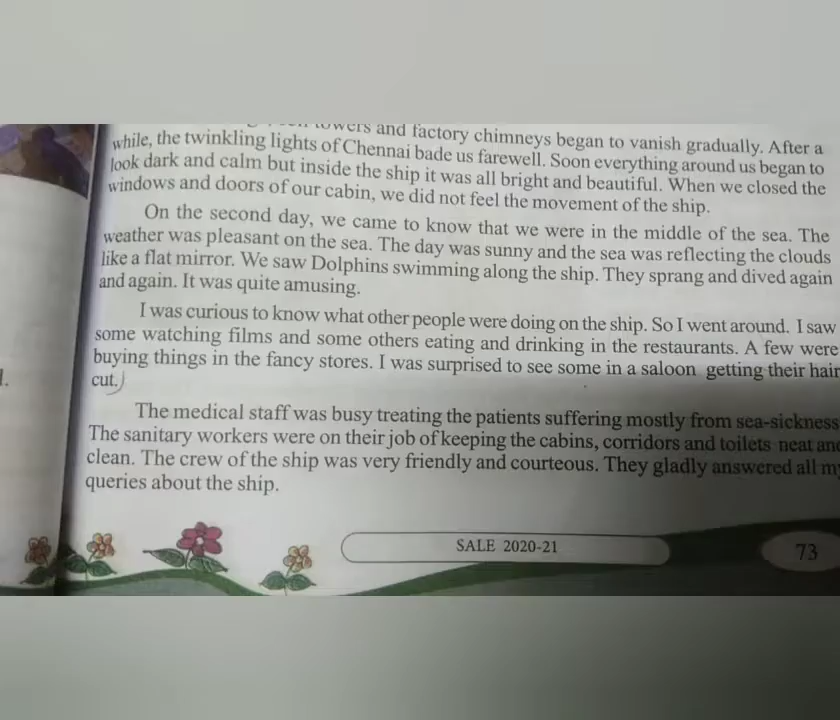 towers and factory chimneys began to vanish gradually. After a
while, the twinkling lights of Chennai bade us farewell. Soon everything around us began to
look dark and calm but inside the ship it was all bright and beautiful. When we closed the
windows and doors of our cabin, we did not feel the movement of the ship.
On the second day, we came to know that we were in the middle of the sea. The
weather was pleasant on the sea. The day was sunny and the sea was reflecting the clouds
like a flat mirror. We saw Dolphins swimming along the ship. They sprang and dived again
and again. It was quite amusing.
I was curious to know what other people were doing on the ship. So I went around. I saw
some watching films and some others eating and drinking in the restaurants. A few were
buying things in the fancy stores. I was surprised to see some in a saloon getting their hair
cut.
The medical staff was busy treating the patients suffering mostly from sea-sickness
The sanitary workers were on their job of keeping the cabins, corridors and toilets neat and
clean. The crew of the ship was very friendly and courteous. They gladly answered all my
queries about the ship.
SALE 2020-21
73